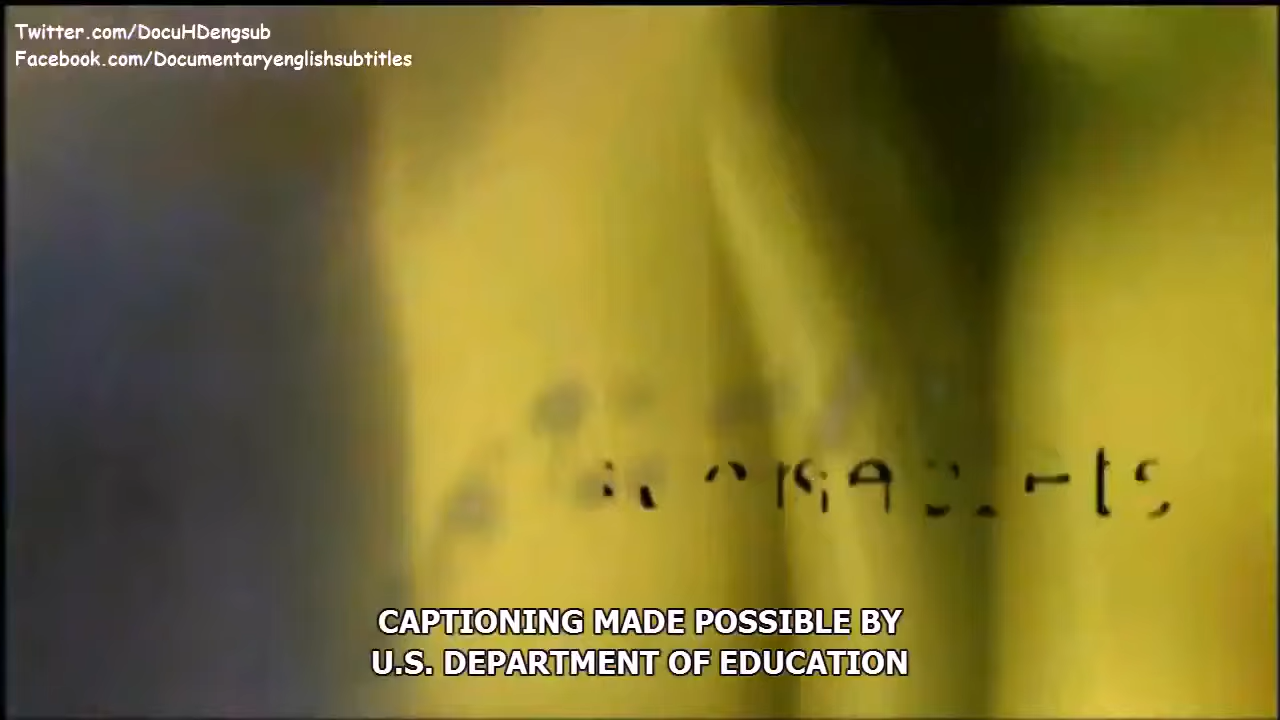 Twitter.com/DocuHDengsub
Facebook.com/Documentaryenglishsubtitles
CAPTIONING MADE POSSIBLE BY
U.S. DEPARTMENT OF EDUCATION